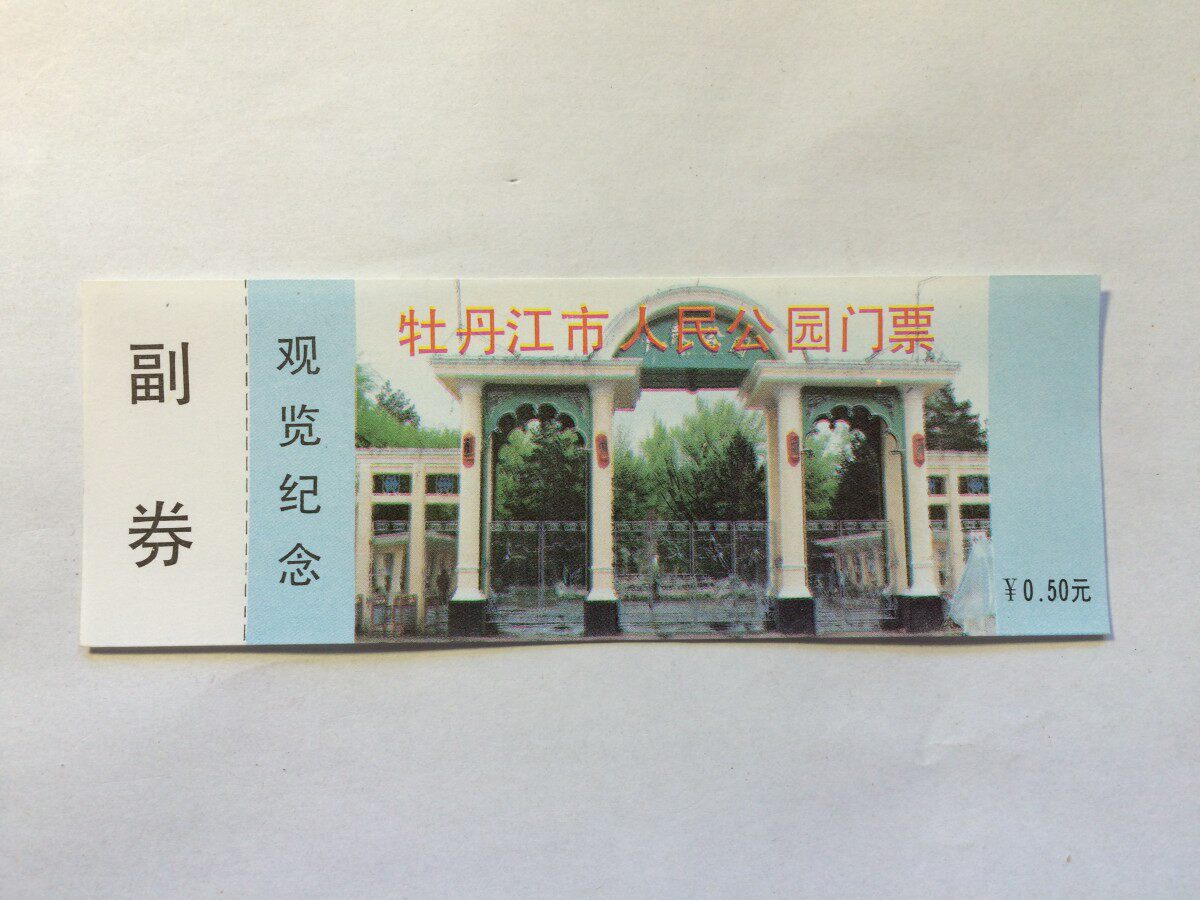 副券
观览纪念
牡丹江市人民公园门票
¥0.50元